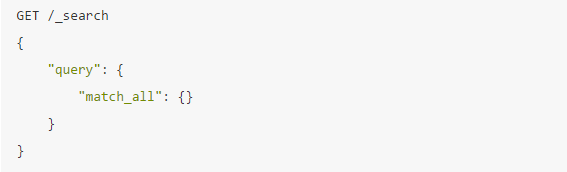 GET /_search
{
    "query": {
        "match_all": {}
    }
}